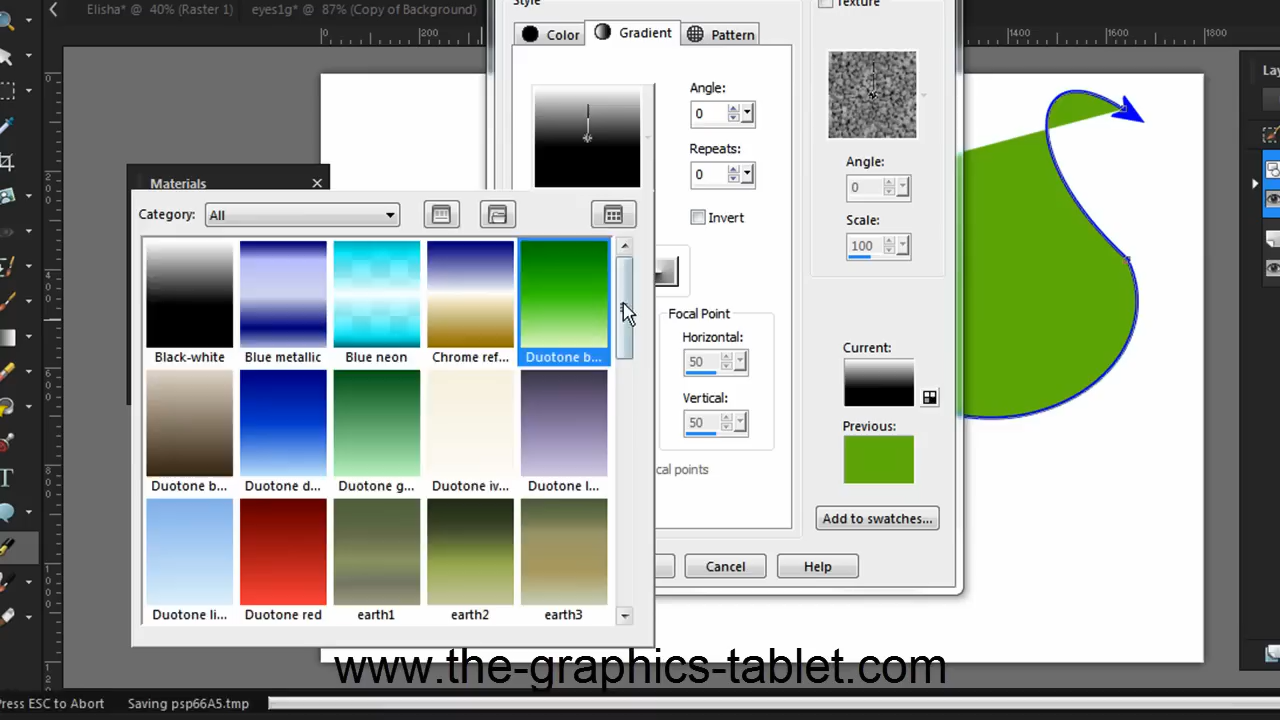 Elisha* @ 40% (Raster 1)
eyes1g* @ 87% (Copy of Background)
Style
Texture
0
200
1400
1600
1800
Color
Gradient
Pattern
Angle:
0
Repeats:
0
Invert
Angle:
0
Scale:
100
Focal Point
Horizontal:
50
Vertical:
50
cal points
Current:
Previous:
Add to swatches...
Cancel
Help
Materials
Category:
All
Black-white
Blue metallic
Blue neon
Chrome ref...
Duotone b...
Duotone b...
Duotone d...
Duotone g...
Duotone iv...
Duotone l...
Duotone li...
Duotone red
earth1
earth2
earth3
Lay
www.the-graphics-tablet.com
Press ESC to Abort
Saving psp66A5.tmp